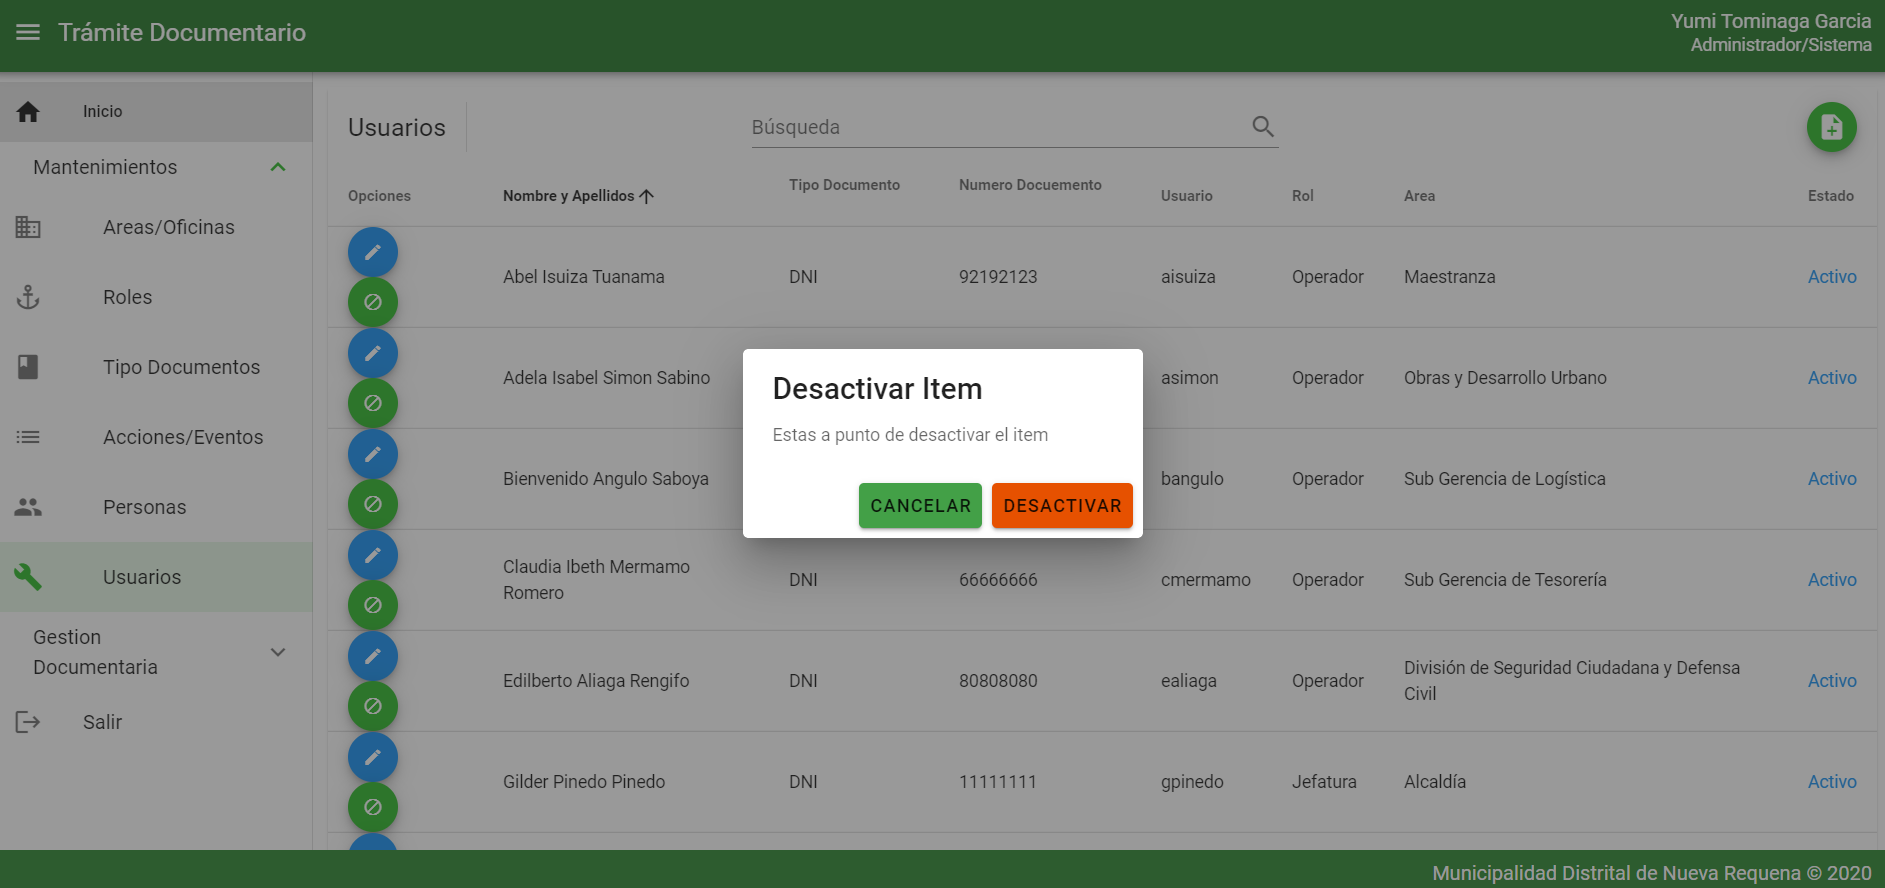 Trámite Documentario
Yumi Tominaga Garcia
Administrador/Sistema
Inicio
Mantenimientos
Areas/Oficinas
Roles
Tipo Documentos
Acciones/Eventos
Personas
Usuarios
Gestion
Documentaria
Salir
Usuarios
Búsqueda
Opciones Nombre y Apellidos Tipo Documento Numero Docuemento Usuario Rol Area Estado
Abel Isuiza Tuanama DNI 92192123 aisuiza Operador Maestranza Activo
Adela Isabel Simon Sabino asimon Operador Obras y Desarrollo Urbano Activo
Bienvenido Angulo Saboya bangulo Operador Sub Gerencia de Logística Activo
Claudia Ibeth Mermamo
Romero
DNI 66666666 cmermamo Operador Sub Gerencia de Tesorería Activo
Edilberto Aliaga Rengifo DNI 80808080 ealiaga Operador
División de Seguridad Ciudadana y Defensa
Civil
Activo
Gilder Pinedo Pinedo DNI 11111111 gpinedo Jefatura Alcaldía Activo
Desactivar Item
Estas a punto de desactivar el item
CANCELAR DESACTIVAR
Municipalidad Distrital de Nueva Requena © 2020